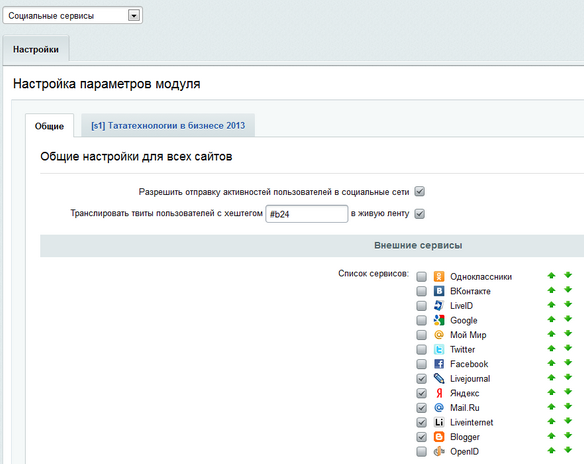 Социальные сервисы
Настройки
Настройка параметров модуля
Общие
[s1] Тататехнологии в бизнесе 2013
Общие настройки для всех сайтов
Разрешить отправку активностей пользователей в социальные сети
Транслировать твиты пользователей с хештегом #b24 в живую ленту
Внешние сервисы
Список сервисов:
Одноклассники
ВКонтакте
LiveID
Google
Мой Мир
Twitter
Facebook
Livejournal
Яндекс
Mail.Ru
Liveinternet
Blogger
OpenID